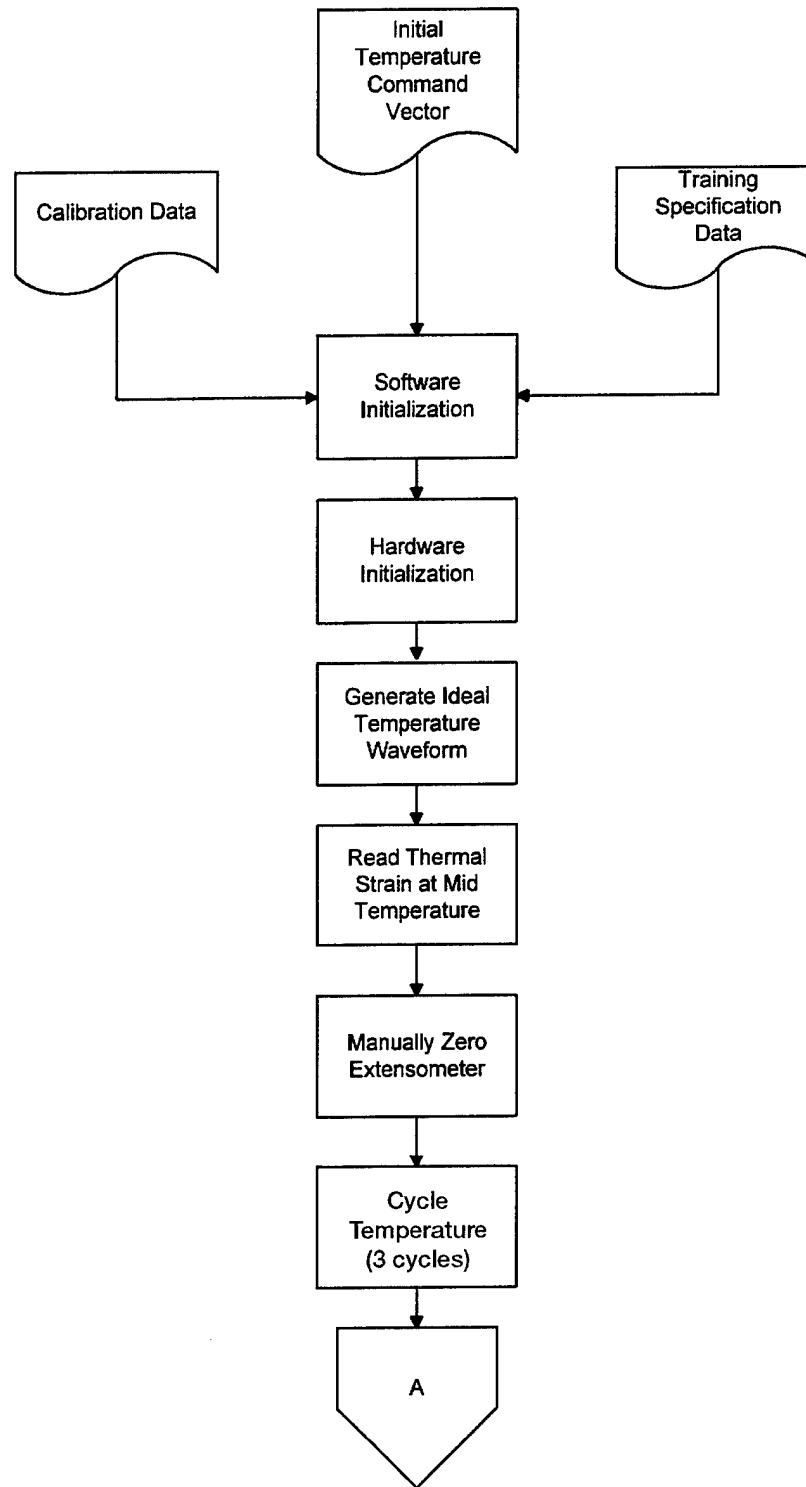 Initial
Temperature
Command
Vector
Calibration Data
Training
Specification
Data
Software
Initialization
Hardware
Initialization
Generate Ideal
Temperature
Waveform
Read Thermal
Strain at Mid
Temperature
Manually Zero
Extensometer
Cycle
Temperature
(3 cycles)
A